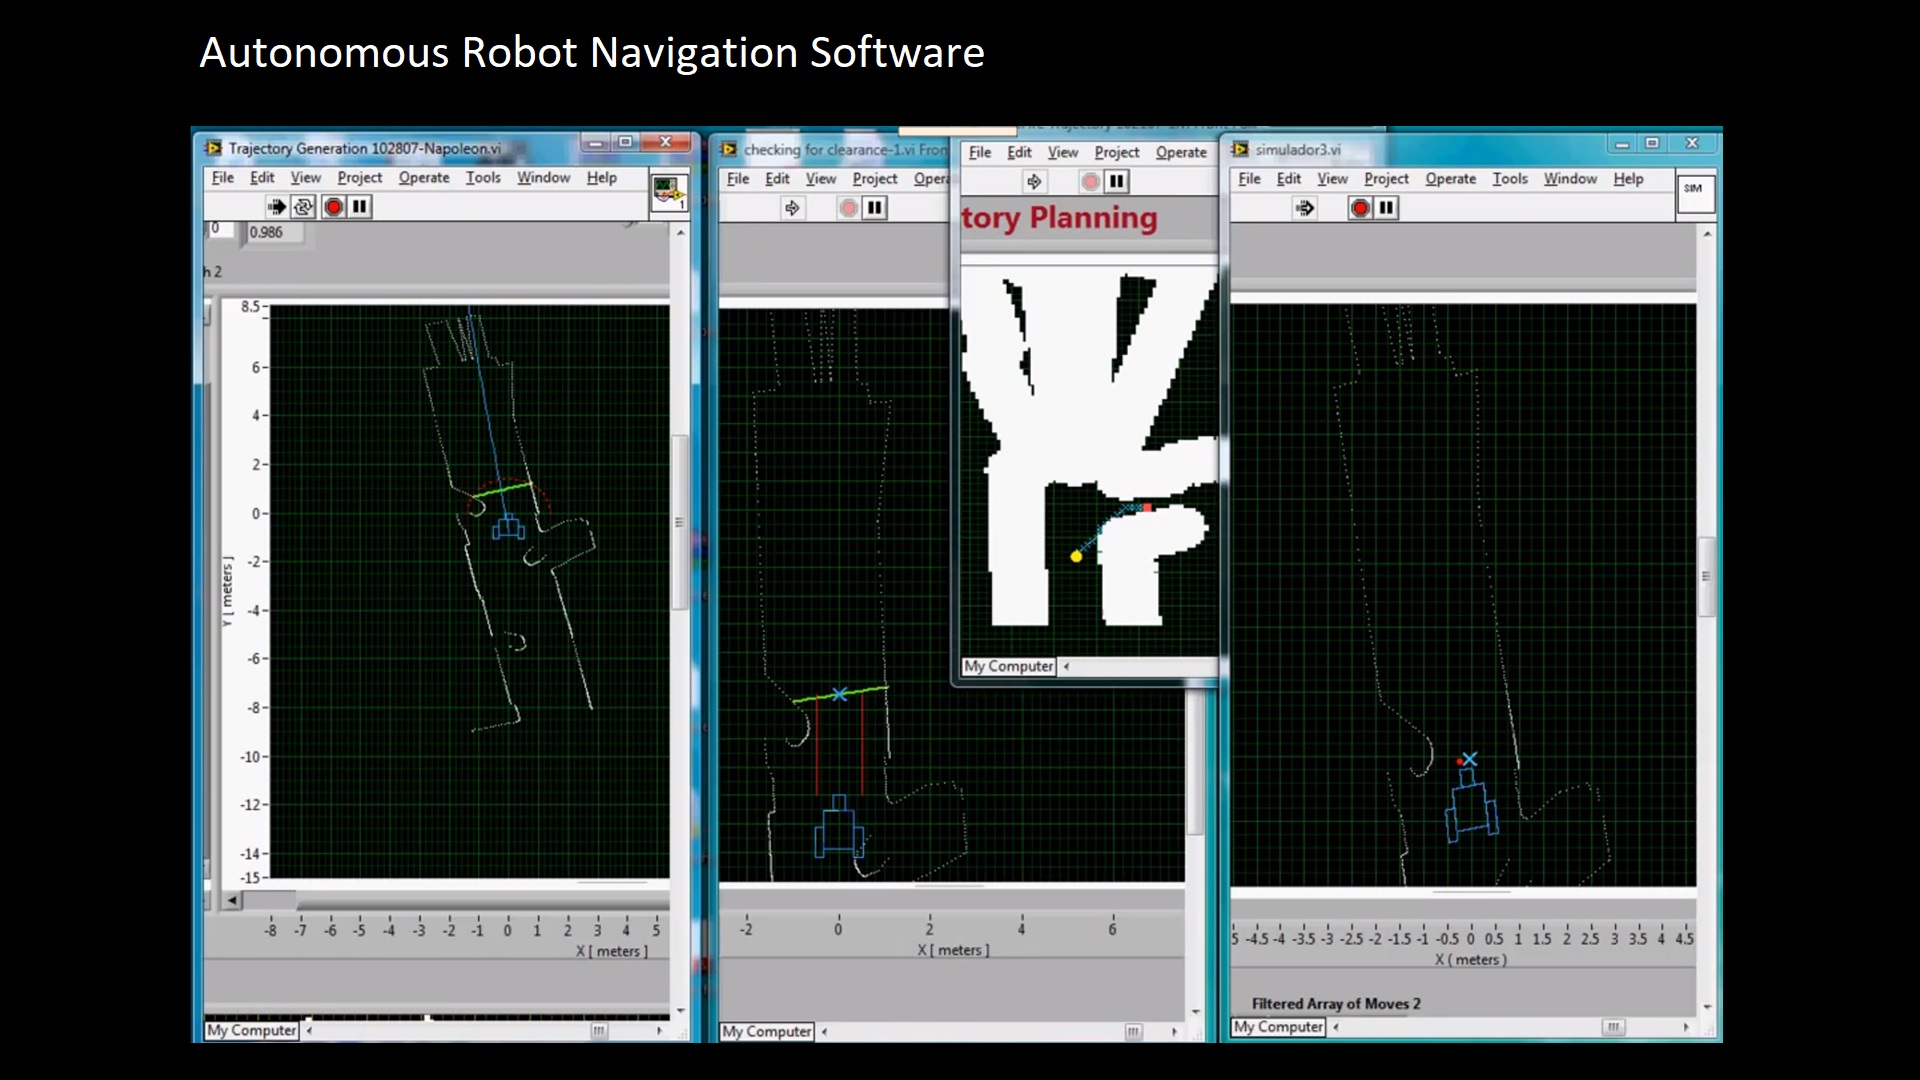 Autonomous Robot Navigation Software
Trajectory Generation 102807-Napoleon.vi
File Edit View Project Operate Tools Window Help
1
0
0.986
h 2
8.5
6
4
2
0
-2
-4
-6
-8
-10
-12
-14
-15
Y [ meters ]
-8 -7 -6 -5 -4 -3 -2 -1 0 1 2 3 4 5
X [ meters ]
My Computer
checking for clearance-1.vi Fron
File Edit View Project Opera
-2 0 2 4 6
X [ meters ]
My Computer
File Edit View Project Operate
tory Planning
My Computer
simulador3.vi
File Edit View Project Operate Tools Window Help
SIM
5 -4.5 -4 -3.5 -3 -2.5 -2 -1.5 -1 -0.5 0 0.5 1 1.5 2 2.5 3 3.5 4 4.5
X ( meters )
Filtered Array of Moves 2
My Computer